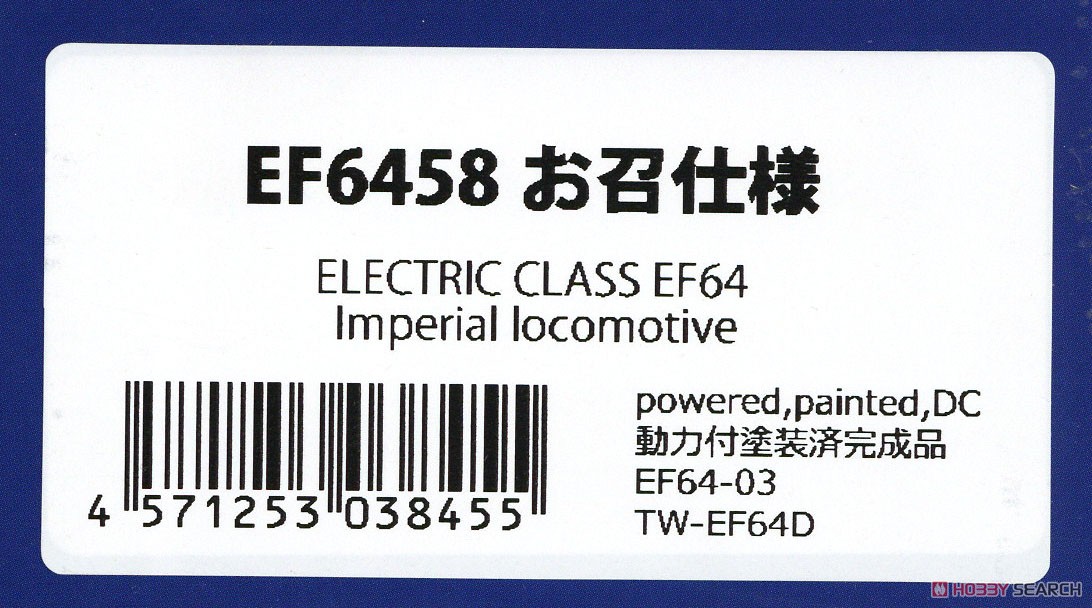 EF6458 お召仕様
ELECTRIC CLASS EF64
Imperial locomotive
4 571253 038455
powered,painted,DC
動力付塗装済完成品
EF64-03
TW-EF64D
HOBBY SEARCH